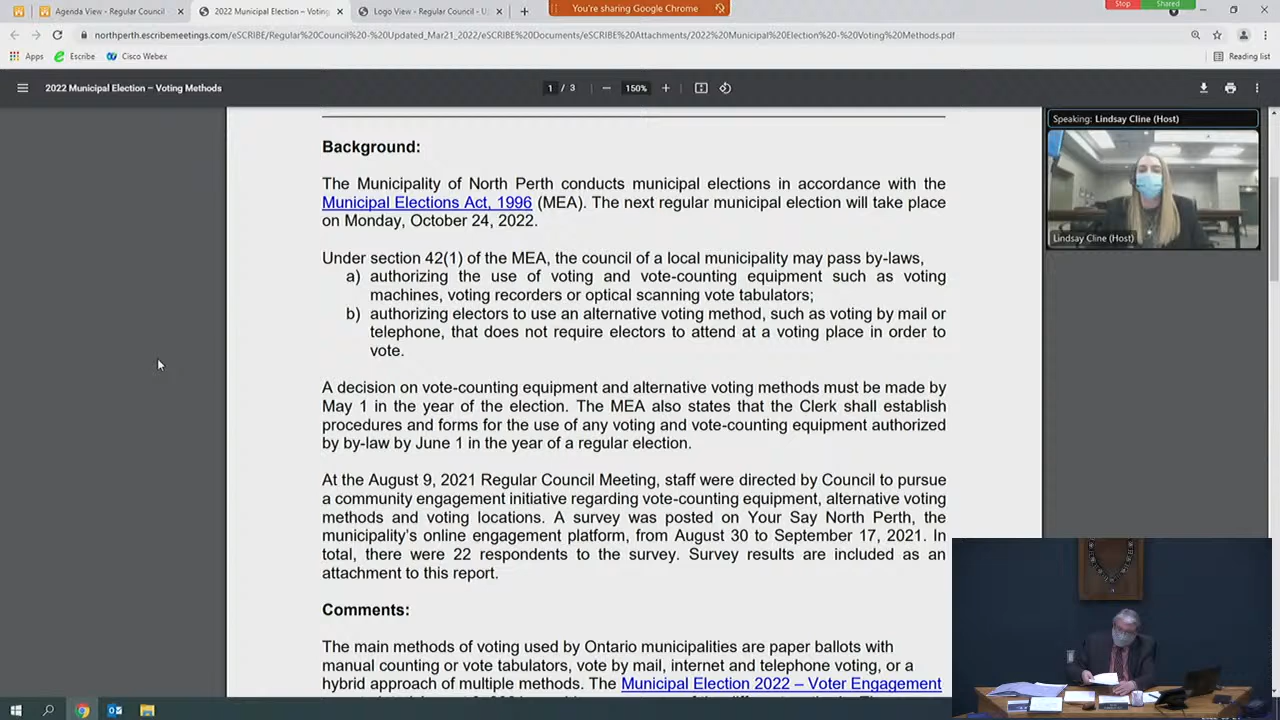 Agenda View - Regular Council
2022 Municipal Election – Voting
Logo View - Regular Council - U
You're sharing Google Chrome
Stop
Shared
northperth.escribemeetings.com/eSCRIBE/Regular%20Council%20-%20Updated_Mar21_2022/eSCRIBE%20Documents/eSCRIBE%20Attachments/2022%20Municipal%20Election%20-%20Voting%20Methods.pdf
Apps
Escribe
Cisco Webex
Reading list
2022 Municipal Election – Voting Methods
1 / 3
150%
Speaking: Lindsay Cline (Host)
Lindsay Cline (Host)
Background:
The Municipality of North Perth conducts municipal elections in accordance with the
Municipal Elections Act, 1996 (MEA). The next regular municipal election will take place
on Monday, October 24, 2022.
Under section 42(1) of the MEA, the council of a local municipality may pass by-laws,
a) authorizing the use of voting and vote-counting equipment such as voting
machines, voting recorders or optical scanning vote tabulators;
b) authorizing electors to use an alternative voting method, such as voting by mail or
telephone, that does not require electors to attend at a voting place in order to
vote.
A decision on vote-counting equipment and alternative voting methods must be made by
May 1 in the year of the election. The MEA also states that the Clerk shall establish
procedures and forms for the use of any voting and vote-counting equipment authorized
by by-law by June 1 in the year of a regular election.
At the August 9, 2021 Regular Council Meeting, staff were directed by Council to pursue
a community engagement initiative regarding vote-counting equipment, alternative voting
methods and voting locations. A survey was posted on Your Say North Perth, the
municipality's online engagement platform, from August 30 to September 17, 2021. In
total, there were 22 respondents to the survey. Survey results are included as an
attachment to this report.
Comments:
The main methods of voting used by Ontario municipalities are paper ballots with
manual counting or vote tabulators, vote by mail, internet and telephone voting, or a
hybrid approach of multiple methods. The Municipal Election 2022 – Voter Engagement